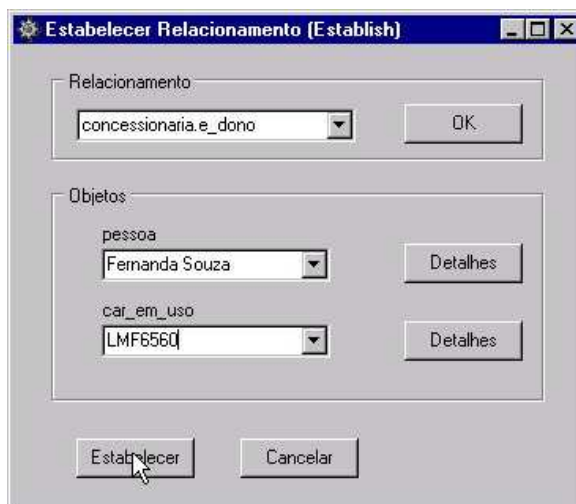 Estabelecer Relacionamento (Establish)
Relacionamento
concessionaria.e_dono
OK
Objetos
pessoa
Fernanda Souza
Detalhes
car_em_uso
LMF6560
Detalhes
Estabelecer
Cancelar